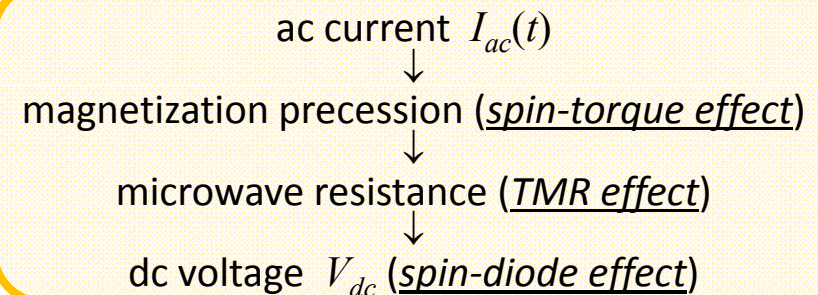 ac current I_ac(t)
↓
magnetization precession (spin-torque effect)
↓
microwave resistance (TMR effect)
↓
dc voltage V_dc (spin-diode effect)